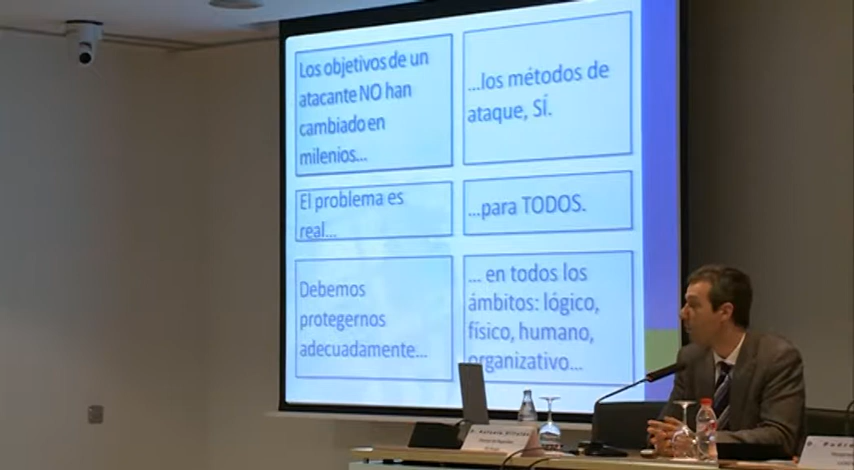 Los objetivos de un
atacante NO han
cambiado en
milenios...
...los métodos de
ataque, SÍ.
El problema es
real...
...para TODOS.
Debemos
protegernos
adecuadamente...
... en todos los
ámbitos: lógico,
físico, humano,
organizativo...